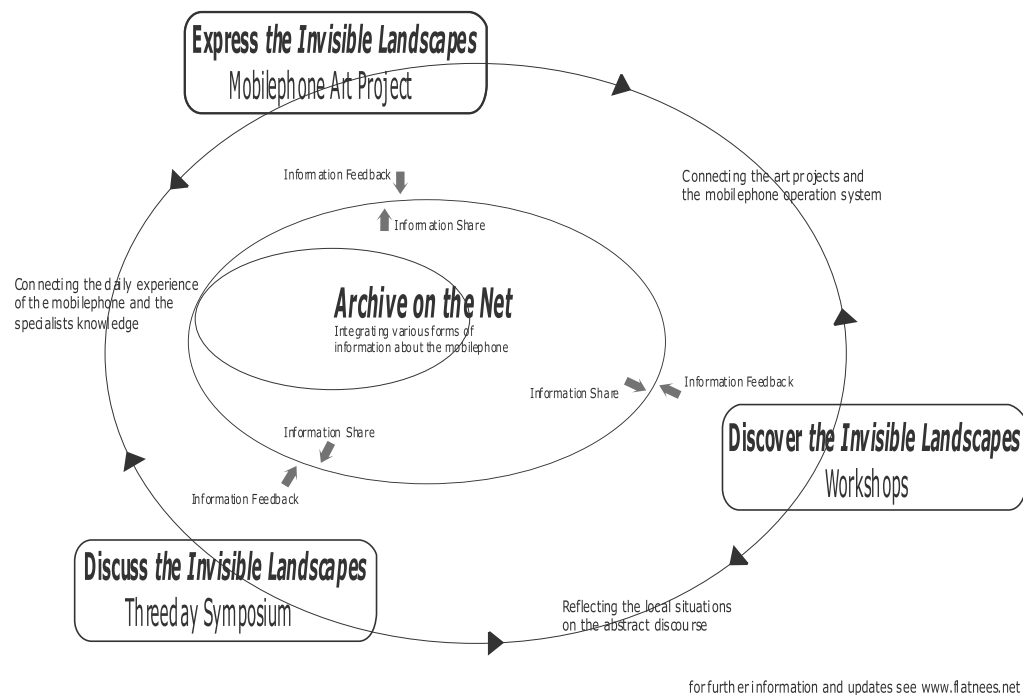 Express the Invisible Landscapes
Mobilephone Art Project
Information Feedback
Information Share
Connecting the art projects and
the mobilephone operation system
Connecting the daily experience
of the mobilephone and the
specialists knowledge
Archive on the Net
Integrating various forms of
information about the mobilephone
Information Share
Information Feedback
Information Share
Information Feedback
Discover the Invisible Landscapes
Workshops
Discuss the Invisible Landscapes
Threeday Symposium
Reflecting the local situations
on the abstract discourse
for further information and updates see www.flatnees.net